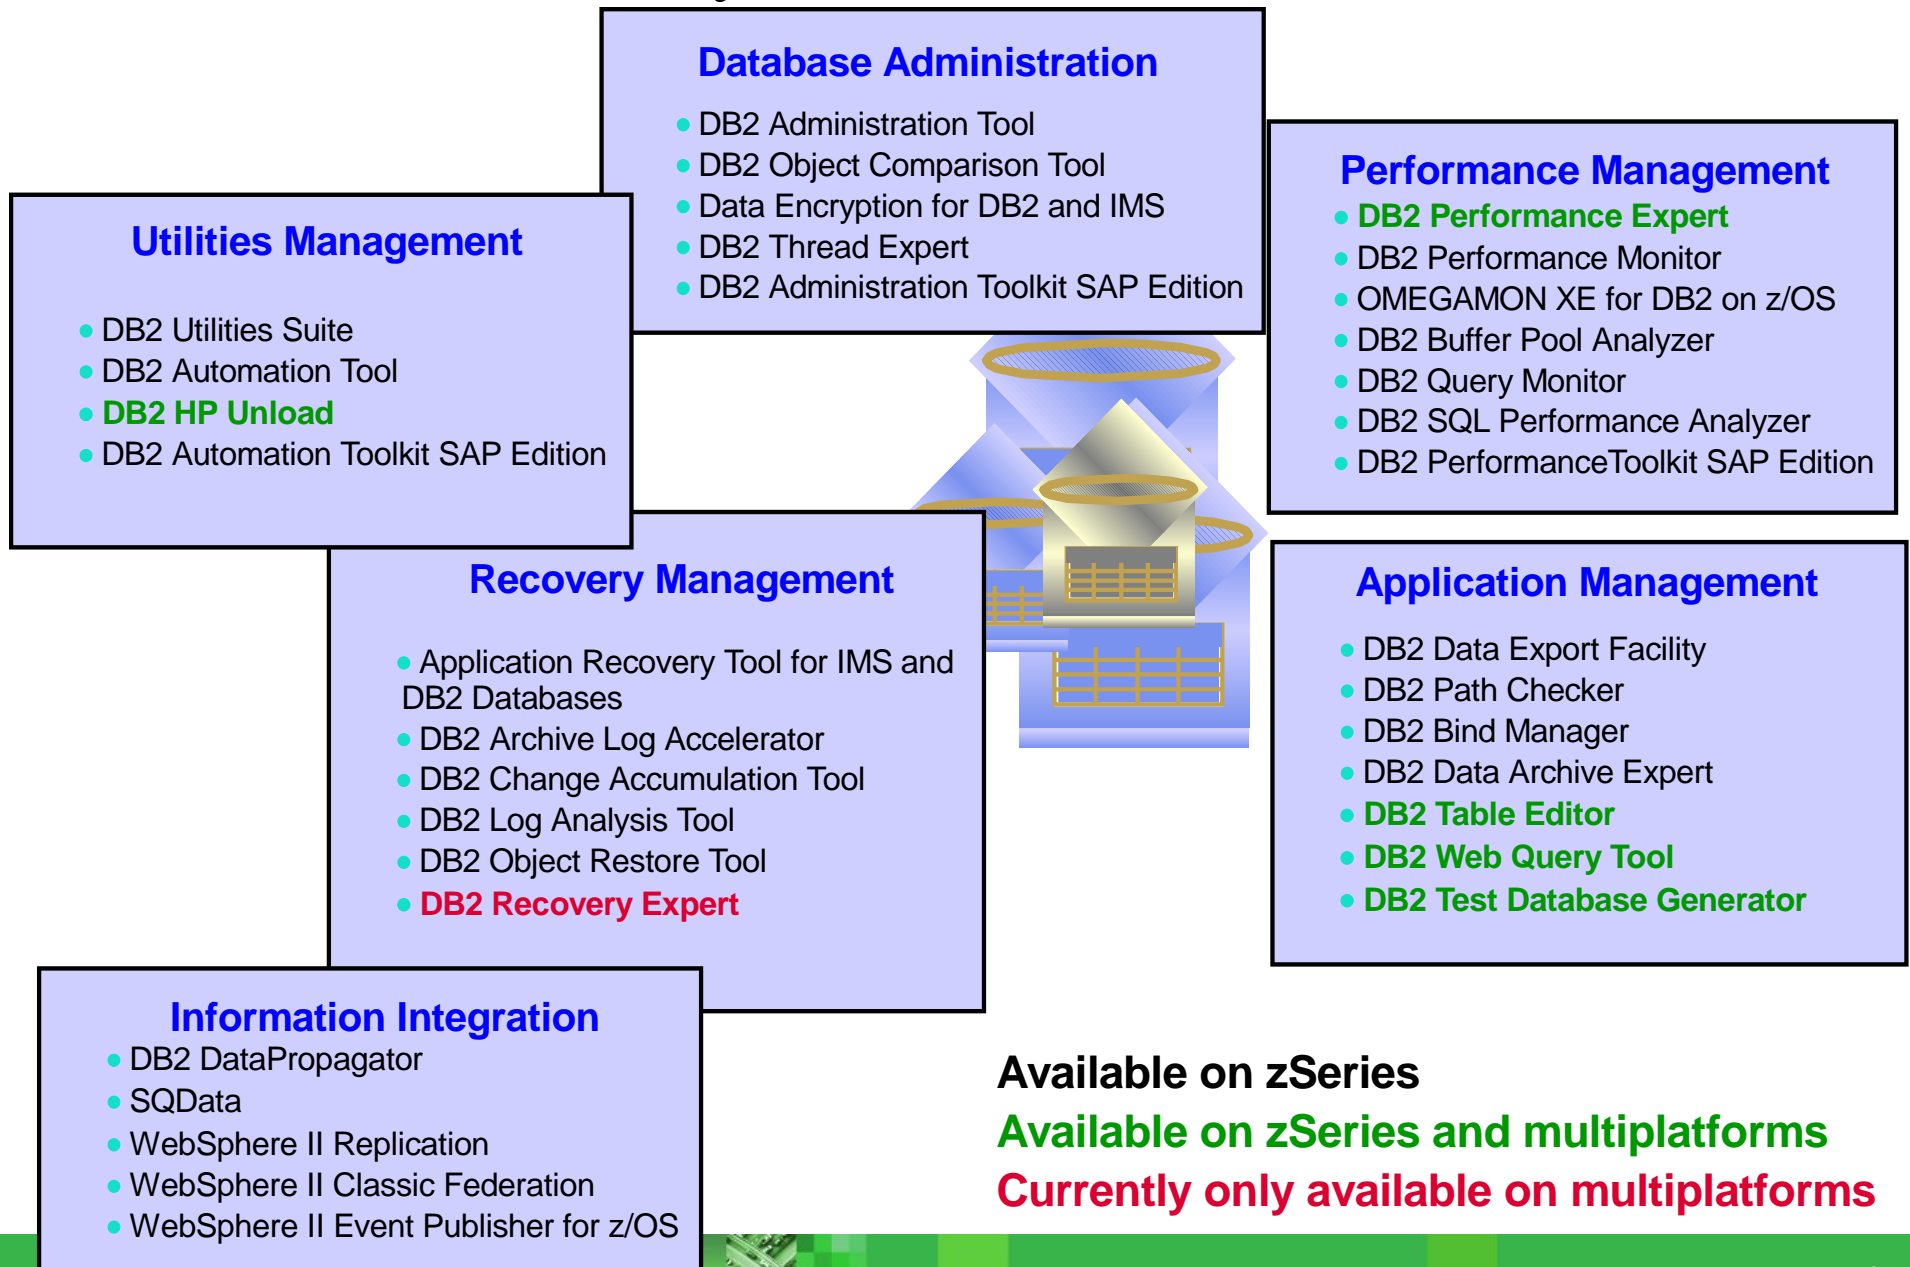 Database Administration
DB2 Administration Tool
DB2 Object Comparison Tool
Data Encryption for DB2 and IMS
DB2 Thread Expert
DB2 Administration Toolkit SAP Edition
Performance Management
DB2 Performance Expert
DB2 Performance Monitor
OMEGAMON XE for DB2 on z/OS
DB2 Buffer Pool Analyzer
DB2 Query Monitor
DB2 SQL Performance Analyzer
DB2 PerformanceToolkit SAP Edition
Utilities Management
DB2 Utilities Suite
DB2 Automation Tool
DB2 HP Unload
DB2 Automation Toolkit SAP Edition
Recovery Management
Application Recovery Tool for IMS and
DB2 Databases
DB2 Archive Log Accelerator
DB2 Change Accumulation Tool
DB2 Log Analysis Tool
DB2 Object Restore Tool
DB2 Recovery Expert
Application Management
DB2 Data Export Facility
DB2 Path Checker
DB2 Bind Manager
DB2 Data Archive Expert
DB2 Table Editor
DB2 Web Query Tool
DB2 Test Database Generator
Information Integration
DB2 DataPropagator
SQData
WebSphere II Replication
WebSphere II Classic Federation
WebSphere II Event Publisher for z/OS
Available on zSeries
Available on zSeries and multiplatforms
Currently only available on multiplatforms